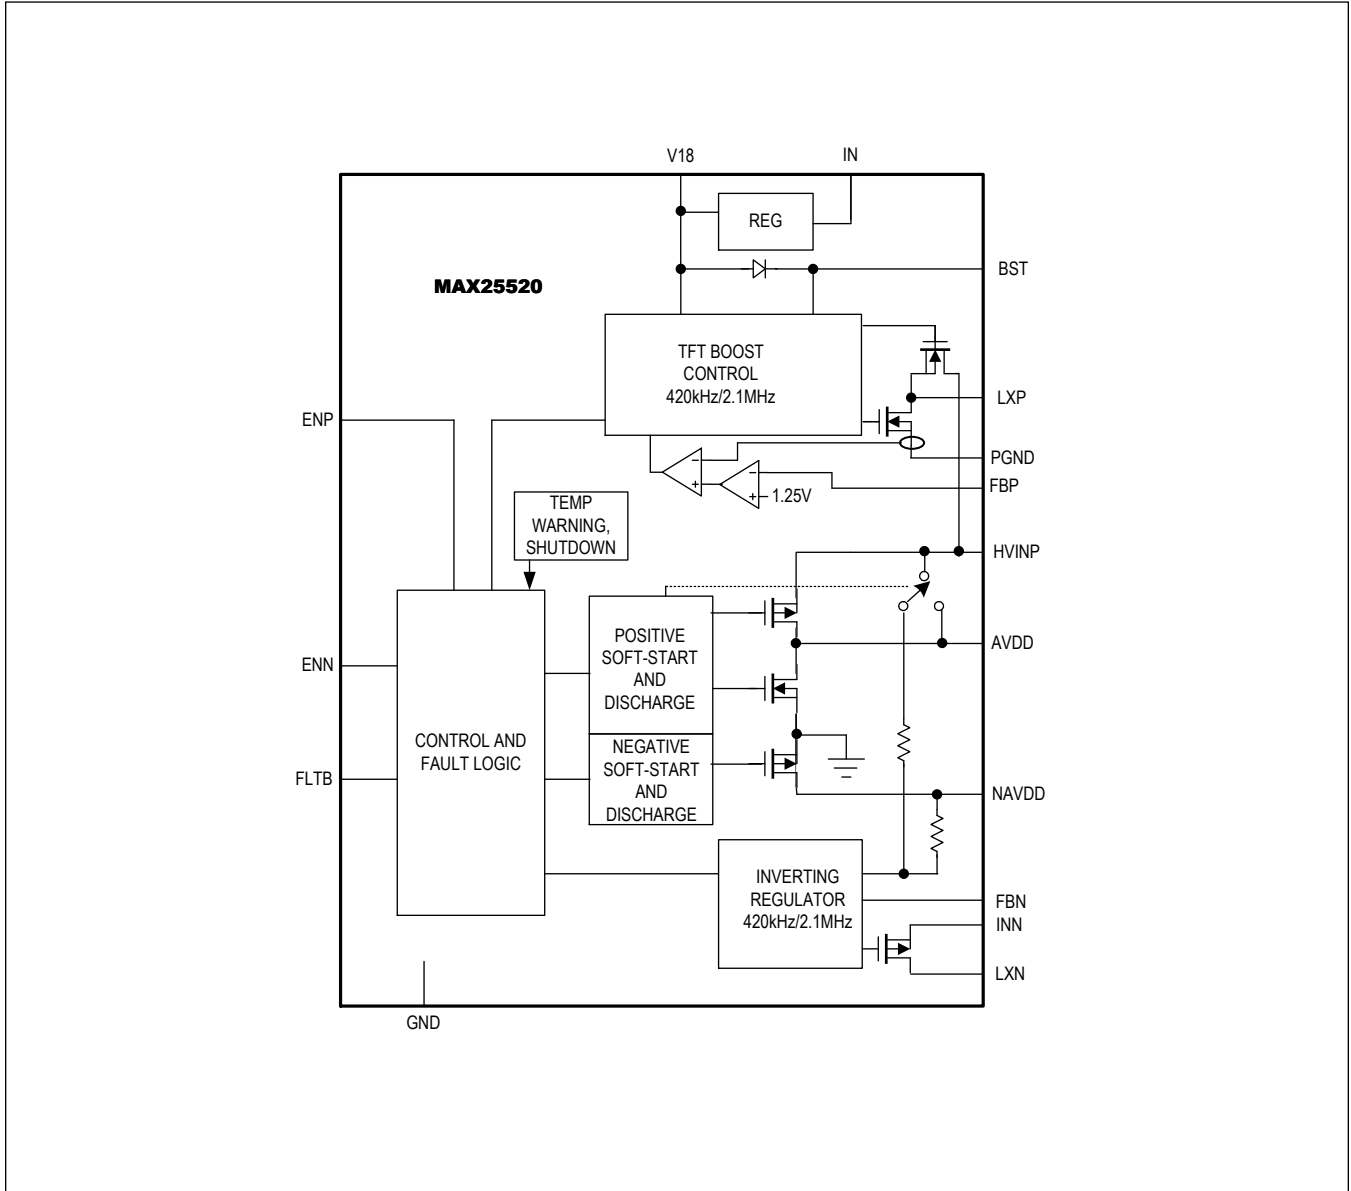 V18
IN
REG
BST
MAX25520
TFT BOOST
CONTROL
420kHz/2.1MHz
LXP
ENP
PGND
FBP
−
+
−
+
1.25V
TEMP
WARNING,
SHUTDOWN
HVINP
POSITIVE
SOFT-START
AND
DISCHARGE
AVDD
ENN
CONTROL AND
FAULT LOGIC
NEGATIVE
SOFT-START
AND
DISCHARGE
FLTB
NAVDD
INVERTING
REGULATOR
420kHz/2.1MHz
FBN
INN
LXN
GND